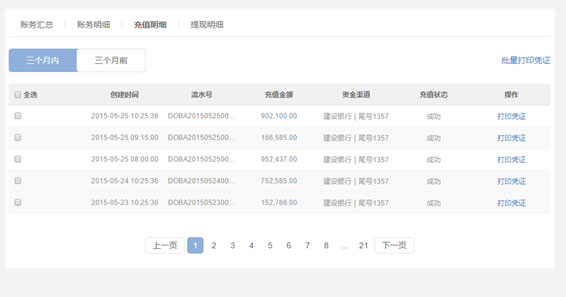 账务汇总 账务明细 充值明细 提现明细
三个月内 三个月前 批量打印凭证
全选 创建时间 流水号 充值金额 资金渠道 充值状态 操作
2015-05-25 10:25:36 DOBA2015052500... 902,100.00 建设银行 | 尾号1357 成功 打印凭证
2015-05-25 09:15:00 DOBA2015052500... 166,585.00 建设银行 | 尾号1357 成功 打印凭证
2015-05-25 08:00:00 DOBA2015052500... 952,437.00 建设银行 | 尾号1357 成功 打印凭证
2015-05-24 10:25:36 DOBA2015052400... 752,585.00 建设银行 | 尾号1357 成功 打印凭证
2015-05-23 10:25:36 DOBA2015052300... 152,766.00 建设银行 | 尾号1357 成功 打印凭证
上一页 1 2 3 4 5 6 7 8 ... 21 下一页